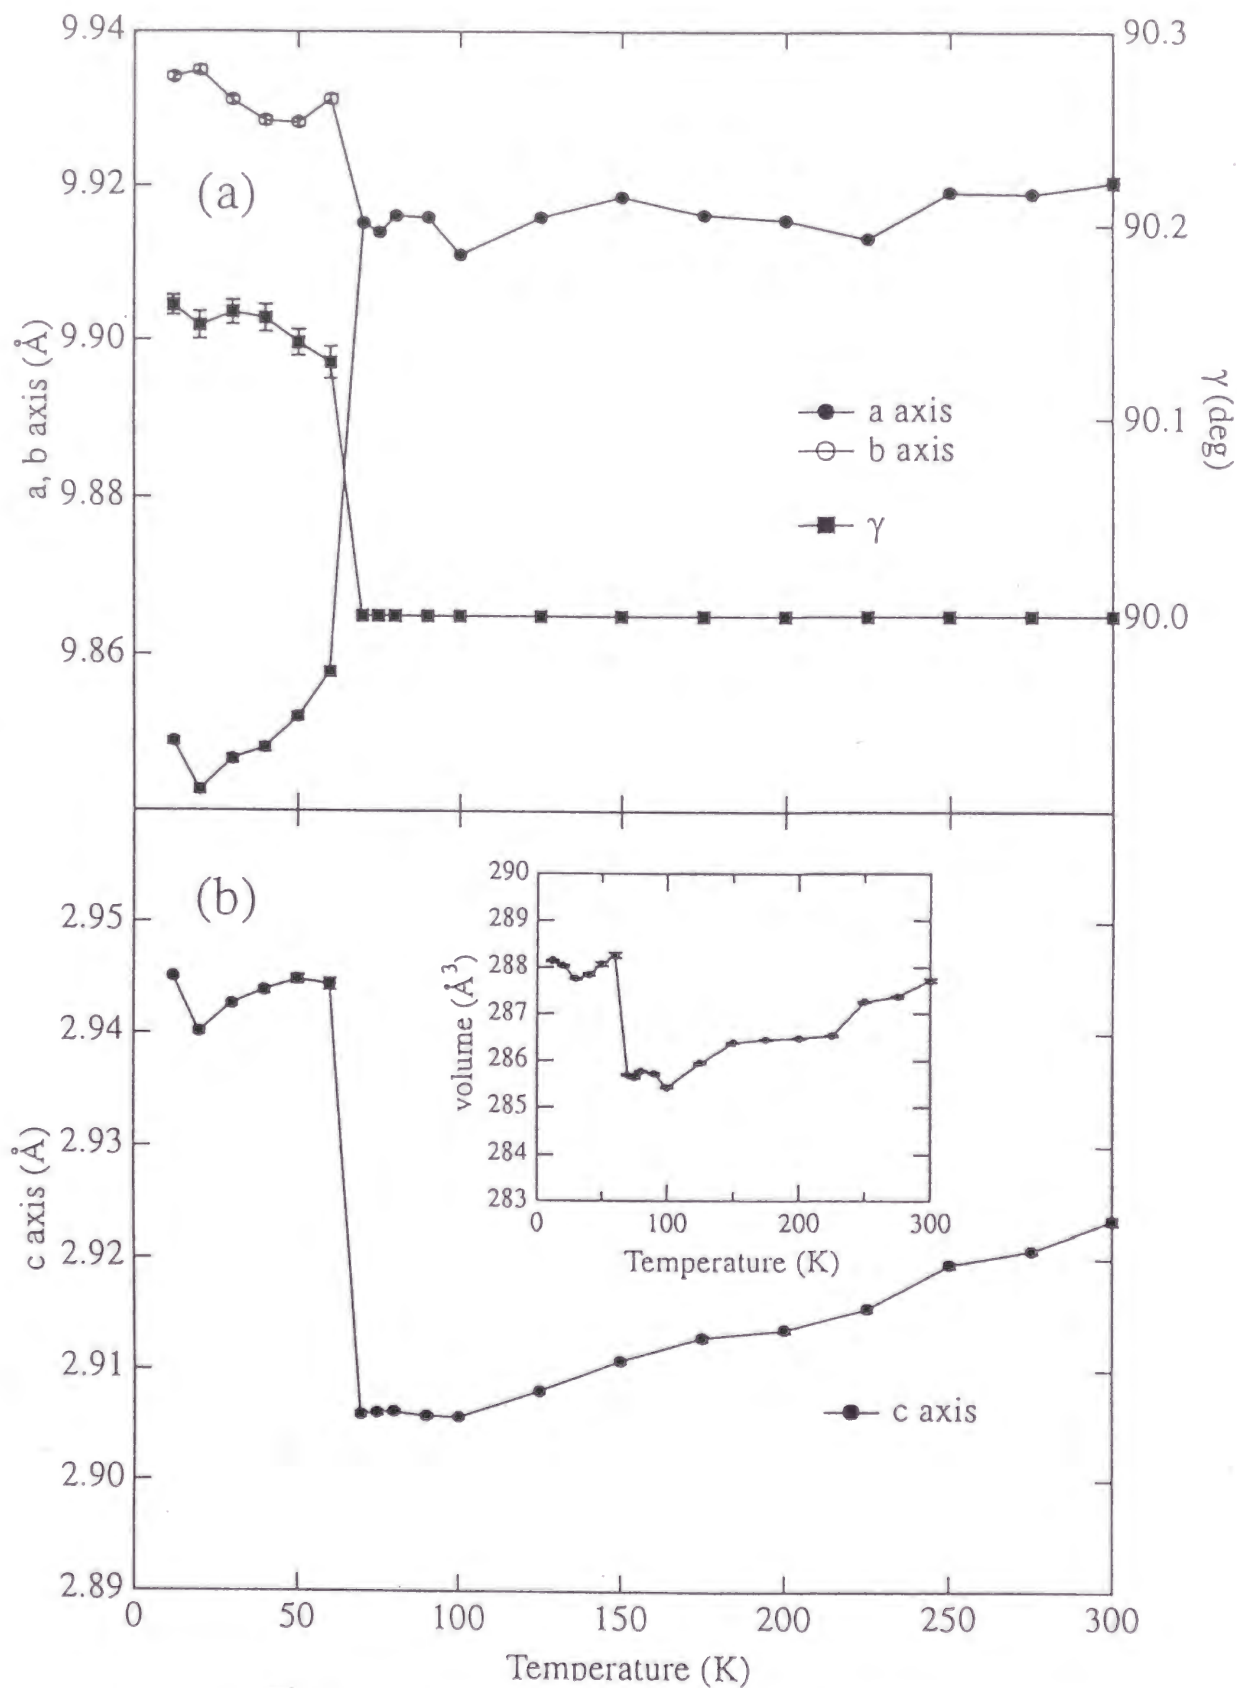 9.94
9.92
9.90
9.88
9.86
a, b axis (Å)
(a)
90.3
90.2
90.1
90.0
γ (deg)
a axis
b axis
γ
(b)
2.95
2.94
2.93
2.92
2.91
2.90
2.89
c axis (Å)
290
289
288
287
286
285
284
283
volume (Å³)
0 100 200 300
Temperature (K)
c axis
0 50 100 150 200 250 300
Temperature (K)